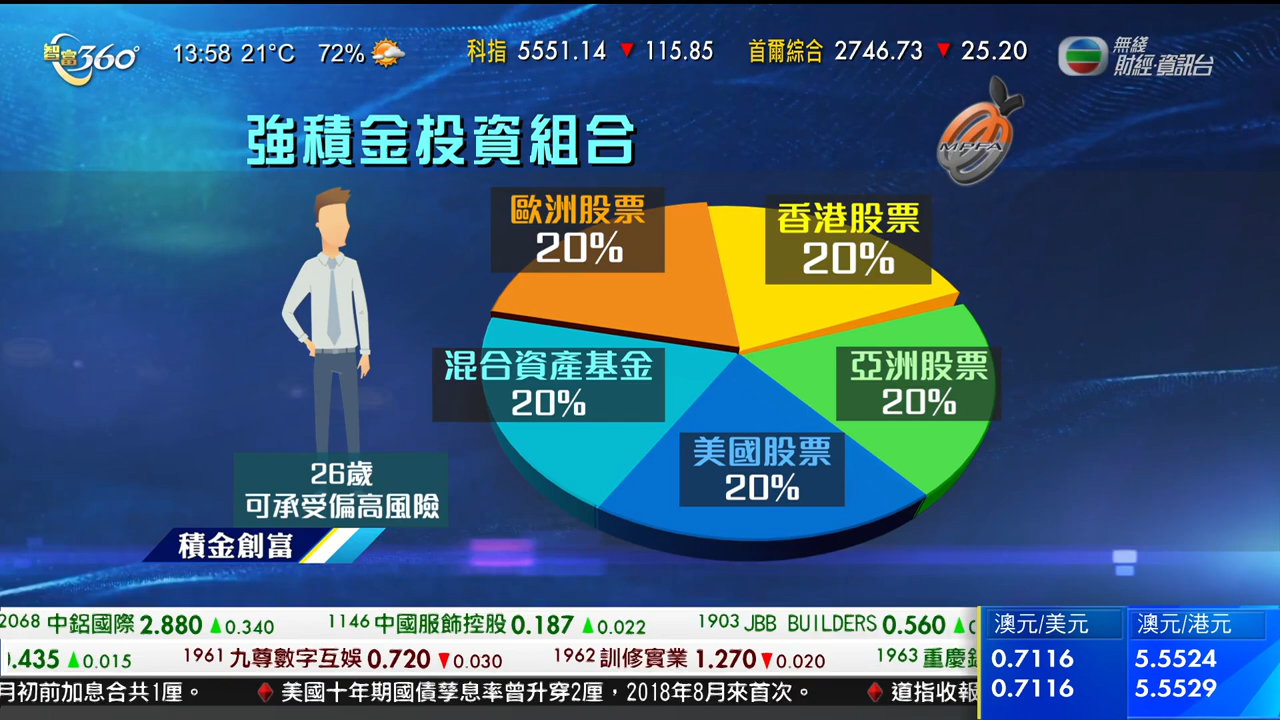 智富360°
13:58 21°C 72%
科指 5551.14 ▼ 115.85 首爾綜合 2746.73 ▼ 25.20
無綫
財經·資訊台
強積金投資組合
MPFA
歐洲股票
20%
香港股票
20%
混合資產基金
20%
亞洲股票
20%
美國股票
20%
26歲
可承受偏高風險
積金創富
2068 中鋁國際 2.880 ▲0.340 1146 中國服飾控股 0.187 ▲0.022 1903 JBB BUILDERS 0.560 ▲
.435 ▲0.015 1961 九尊數字互娛 0.720 ▼0.030 1962 訓修實業 1.270 ▼0.020 1963 重慶
月初前加息合共1厘。 ♦ 美國十年期國債孳息率曾升穿2厘，2018年8月來首次。 ♦ 道指收報
澳元/美元
0.7116
0.7116
澳元/港元
5.5524
5.5529